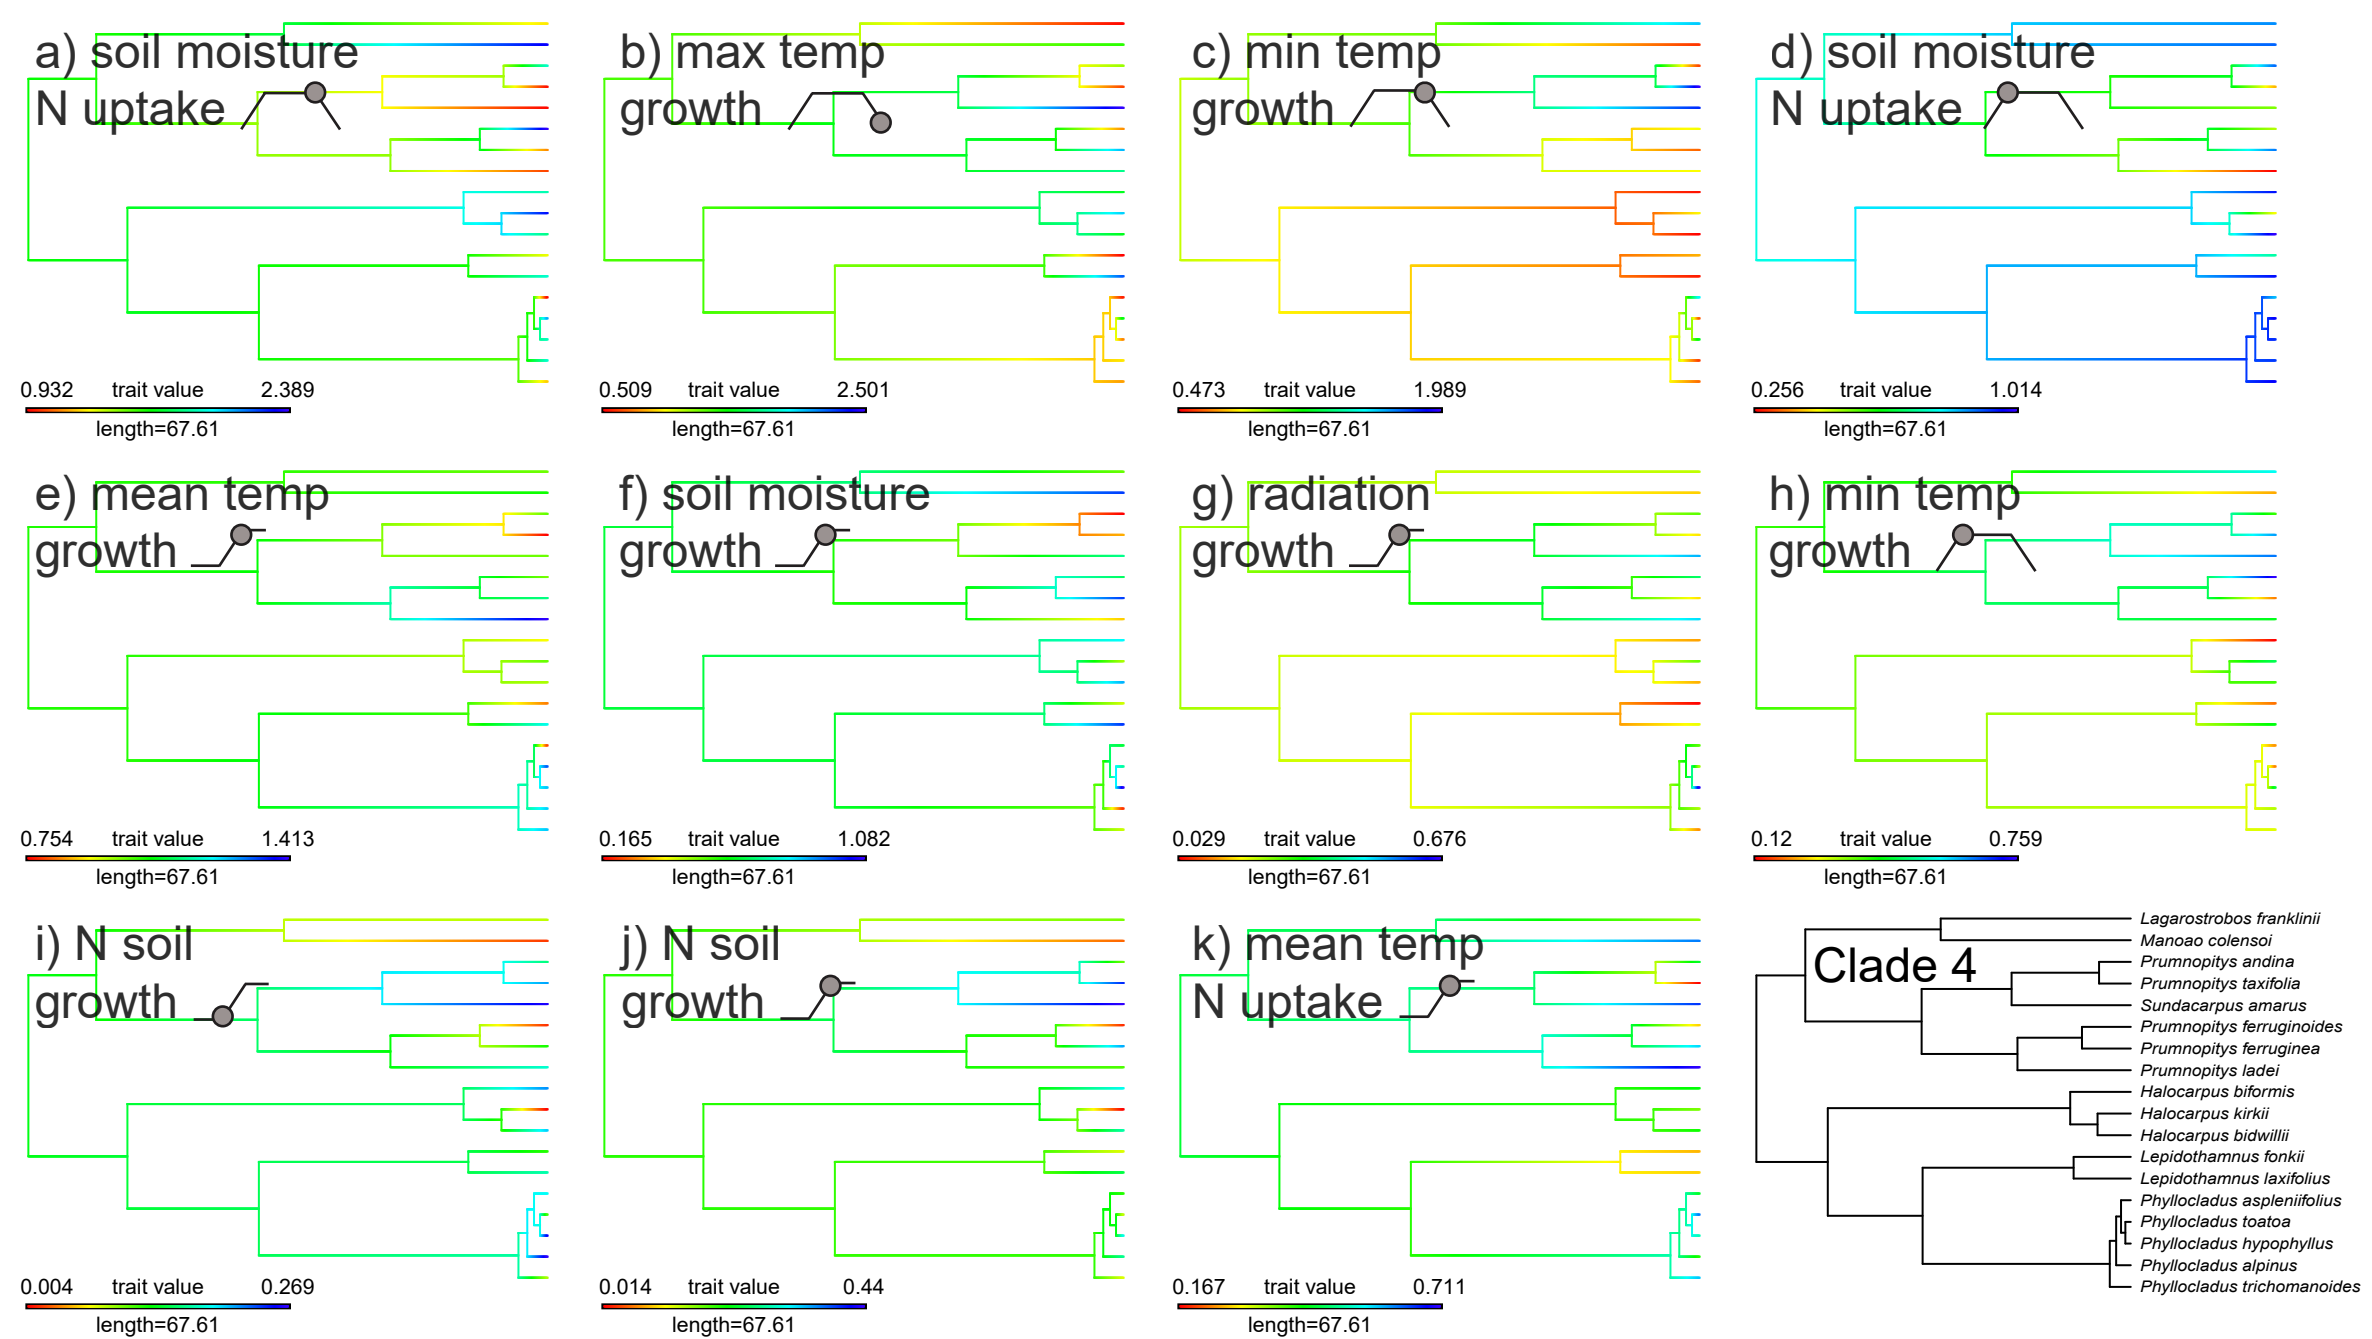 a) soil moisture
N uptake
0.932 trait value 2.389
length=67.61
b) max temp
growth
0.509 trait value 2.501
length=67.61
c) min temp
growth
0.473 trait value 1.989
length=67.61
d) soil moisture
N uptake
0.256 trait value 1.014
length=67.61
e) mean temp
growth
0.754 trait value 1.413
length=67.61
f) soil moisture
growth
0.165 trait value 1.082
length=67.61
g) radiation
growth
0.029 trait value 0.676
length=67.61
h) min temp
growth
0.12 trait value 0.759
length=67.61
i) N soil
growth
0.004 trait value 0.269
length=67.61
j) N soil
growth
0.014 trait value 0.44
length=67.61
k) mean temp
N uptake
0.167 trait value 0.711
length=67.61
Clade 4
Lagarostrobos franklinii
Manoao colensoi
Prumnopitys andina
Prumnopitys taxifolia
Sundacarpus amarus
Prumnopitys ferruginoides
Prumnopitys ferruginea
Prumnopitys ladei
Halocarpus biformis
Halocarpus kirkii
Halocarpus bidwillii
Lepidothamnus fonkii
Lepidothamnus laxifolius
Phyllocladus aspleniifolius
Phyllocladus toatoa
Phyllocladus hypophyllus
Phyllocladus alpinus
Phyllocladus trichomanoides